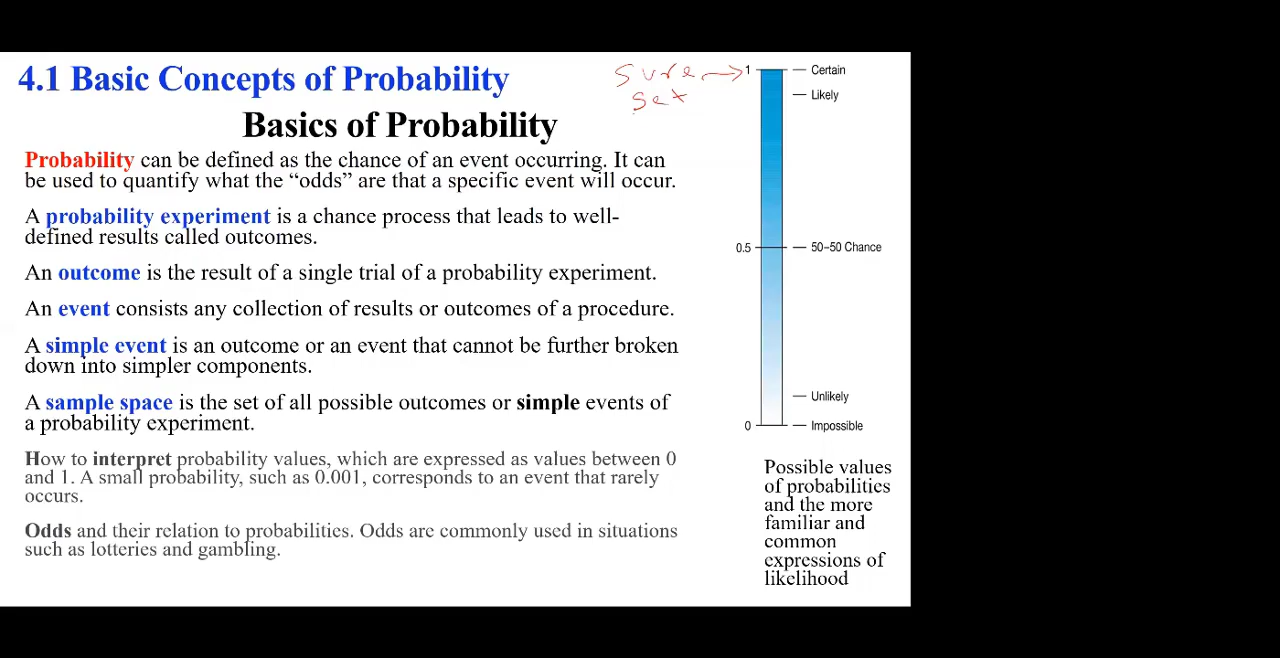 4.1 Basic Concepts of Probability
Basics of Probability
Probability can be defined as the chance of an event occurring. It can
be used to quantify what the “odds” are that a specific event will occur.
A probability experiment is a chance process that leads to well-
defined results called outcomes.
An outcome is the result of a single trial of a probability experiment.
An event consists any collection of results or outcomes of a procedure.
A simple event is an outcome or an event that cannot be further broken
down into simpler components.
A sample space is the set of all possible outcomes or simple events of
a probability experiment.
How to interpret probability values, which are expressed as values between 0
and 1. A small probability, such as 0.001, corresponds to an event that rarely
occurs.
Odds and their relation to probabilities. Odds are commonly used in situations
such as lotteries and gambling.
Sure
Set
1 Certain
Likely
0.5 50–50 Chance
Unlikely
0 Impossible
Possible values
of probabilities
and the more
familiar and
common
expressions of
likelihood